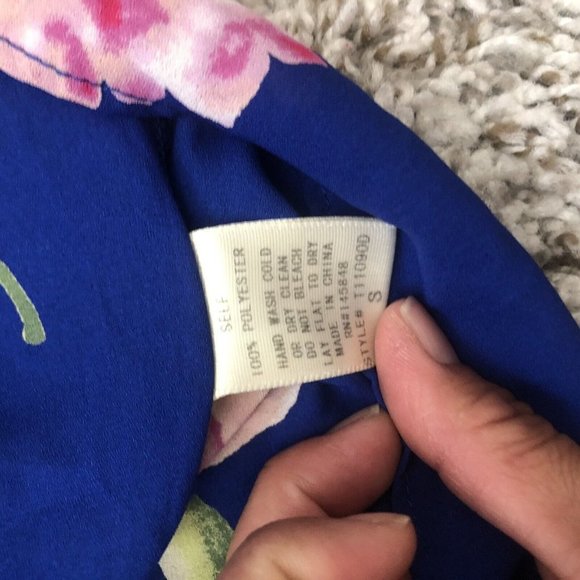 SELF
100% POLYESTER
HAND WASH COLD
OR DRY CLEAN
DO NOT BLEACH
LAY FLAT TO DRY
MADE IN CHINA
RN#145848
STYLE# T11090D
S